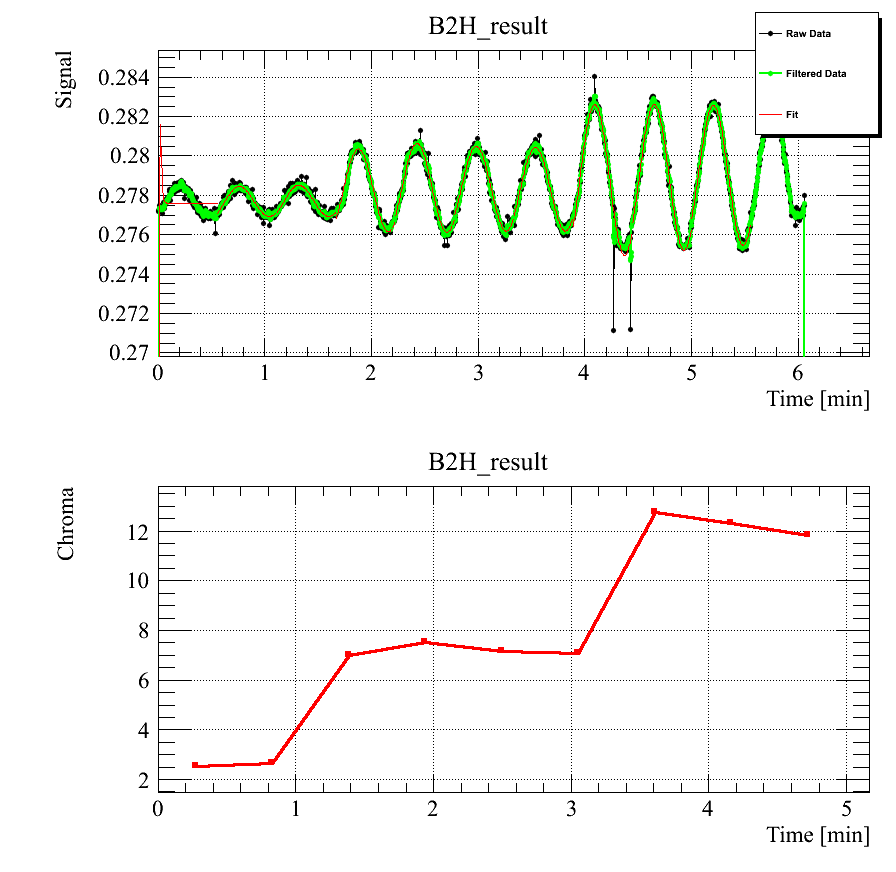 B2H_result
Raw Data
Filtered Data
Fit
Signal
0.284
0.282
0.28
0.278
0.276
0.274
0.272
0.27
0 1 2 3 4 5 6
Time [min]
B2H_result
Chroma
12
10
8
6
4
2
0 1 2 3 4 5
Time [min]